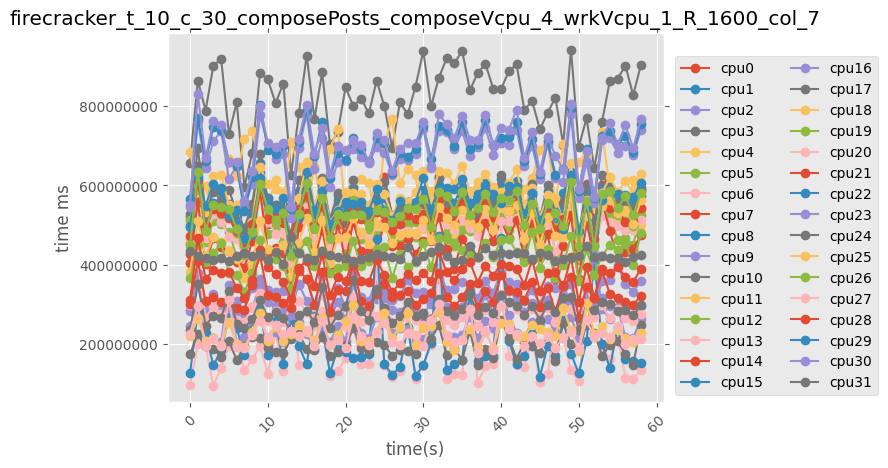 firecracker_t_10_c_30_composePosts_composeVcpu_4_wrkVcpu_1_R_1600_col_7
time ms
800000000
600000000
400000000
200000000
0
10
20
30
40
50
60
time(s)
cpu0
cpu1
cpu2
cpu3
cpu4
cpu5
cpu6
cpu7
cpu8
cpu9
cpu10
cpu11
cpu12
cpu13
cpu14
cpu15
cpu16
cpu17
cpu18
cpu19
cpu20
cpu21
cpu22
cpu23
cpu24
cpu25
cpu26
cpu27
cpu28
cpu29
cpu30
cpu31